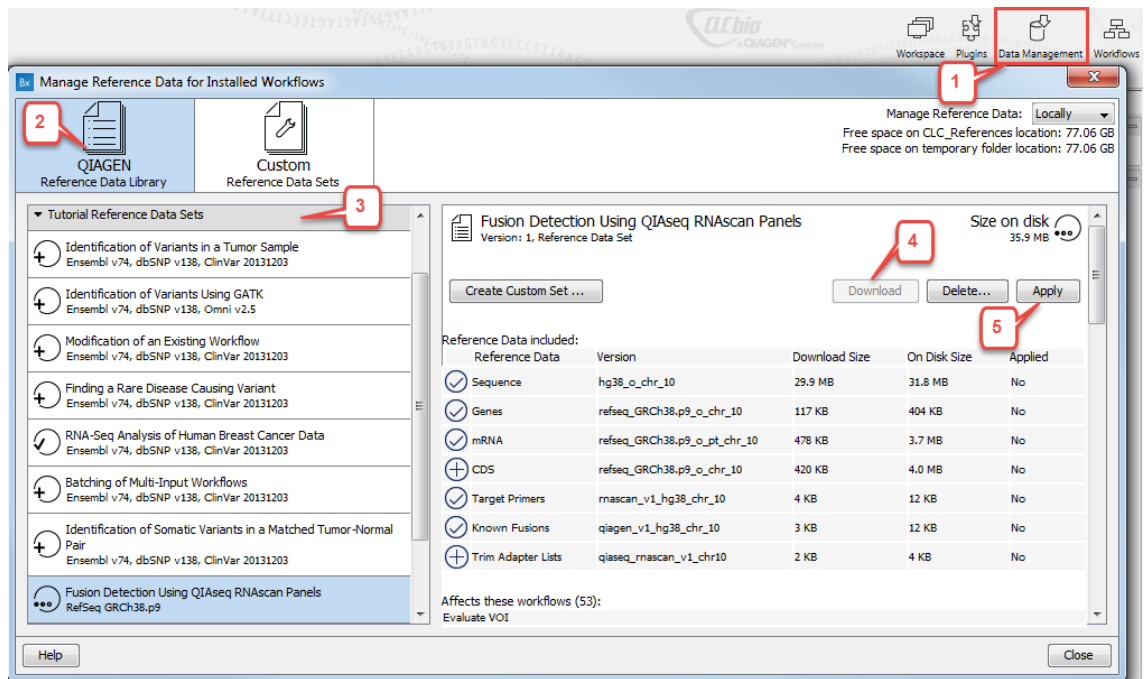 CLC bio
A QIAGEN Company
Workspace
Plugins
Data Management
Workflows
1
Bx Manage Reference Data for Installed Workflows
2
QIAGEN
Reference Data Library
Custom
Reference Data Sets
Manage Reference Data: Locally
Free space on CLC_References location: 77.06 GB
Free space on temporary folder location: 77.06 GB
Tutorial Reference Data Sets
3
Identification of Variants in a Tumor Sample
Ensembl v74, dbSNP v138, ClinVar 20131203
Identification of Variants Using GATK
Ensembl v74, dbSNP v138, Omni v2.5
Modification of an Existing Workflow
Ensembl v74, dbSNP v138, ClinVar 20131203
Finding a Rare Disease Causing Variant
Ensembl v74, dbSNP v138, ClinVar 20131203
RNA-Seq Analysis of Human Breast Cancer Data
Ensembl v74, dbSNP v138, ClinVar 20131203
Batching of Multi-Input Workflows
Ensembl v74, dbSNP v138, ClinVar 20131203
Identification of Somatic Variants in a Matched Tumor-Normal
Pair
Ensembl v74, dbSNP v138, ClinVar 20131203
Fusion Detection Using QIAseq RNAscan Panels
RefSeq GRCh38.p9
Fusion Detection Using QIAseq RNAscan Panels
Version: 1, Reference Data Set
Size on disk
35.9 MB
4
Create Custom Set ...
Download
Delete...
Apply
5
Reference Data included:
Reference Data Version Download Size On Disk Size Applied
Sequence hg38_o_chr_10 29.9 MB 31.8 MB No
Genes refseq_GRCh38.p9_o_chr_10 117 KB 404 KB No
mRNA refseq_GRCh38.p9_o_pt_chr_10 478 KB 3.7 MB No
CDS refseq_GRCh38.p9_o_chr_10 420 KB 4.0 MB No
Target Primers rnascan_v1_hg38_chr_10 4 KB 12 KB No
Known Fusions qiagen_v1_hg38_chr_10 3 KB 12 KB No
Trim Adapter Lists qiaseq_rnascan_v1_chr10 2 KB 4 KB No
Affects these workflows (53):
Evaluate VOI
Help
Close